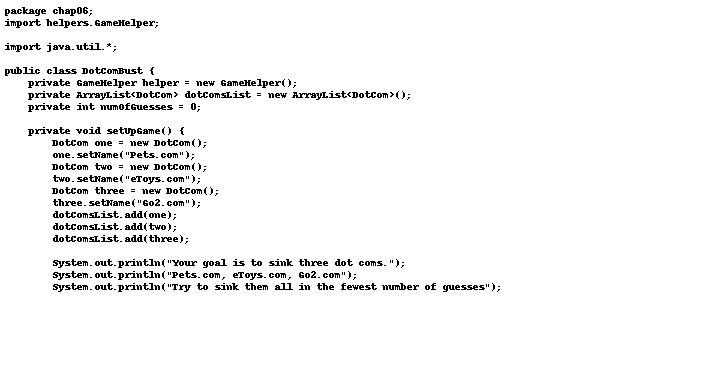 package chap06;
import helpers.GameHelper;

import java.util.*;

public class DotComBust {
    private GameHelper helper = new GameHelper();
    private ArrayList<DotCom> dotComsList = new ArrayList<DotCom>();
    private int numOfGuesses = 0;

    private void setUpGame() {
        DotCom one = new DotCom();
        one.setName("Pets.com");
        DotCom two = new DotCom();
        two.setName("eToys.com");
        DotCom three = new DotCom();
        three.setName("Go2.com");
        dotComsList.add(one);
        dotComsList.add(two);
        dotComsList.add(three);

        System.out.println("Your goal is to sink three dot coms.");
        System.out.println("Pets.com, eToys.com, Go2.com");
        System.out.println("Try to sink them all in the fewest number of guesses");